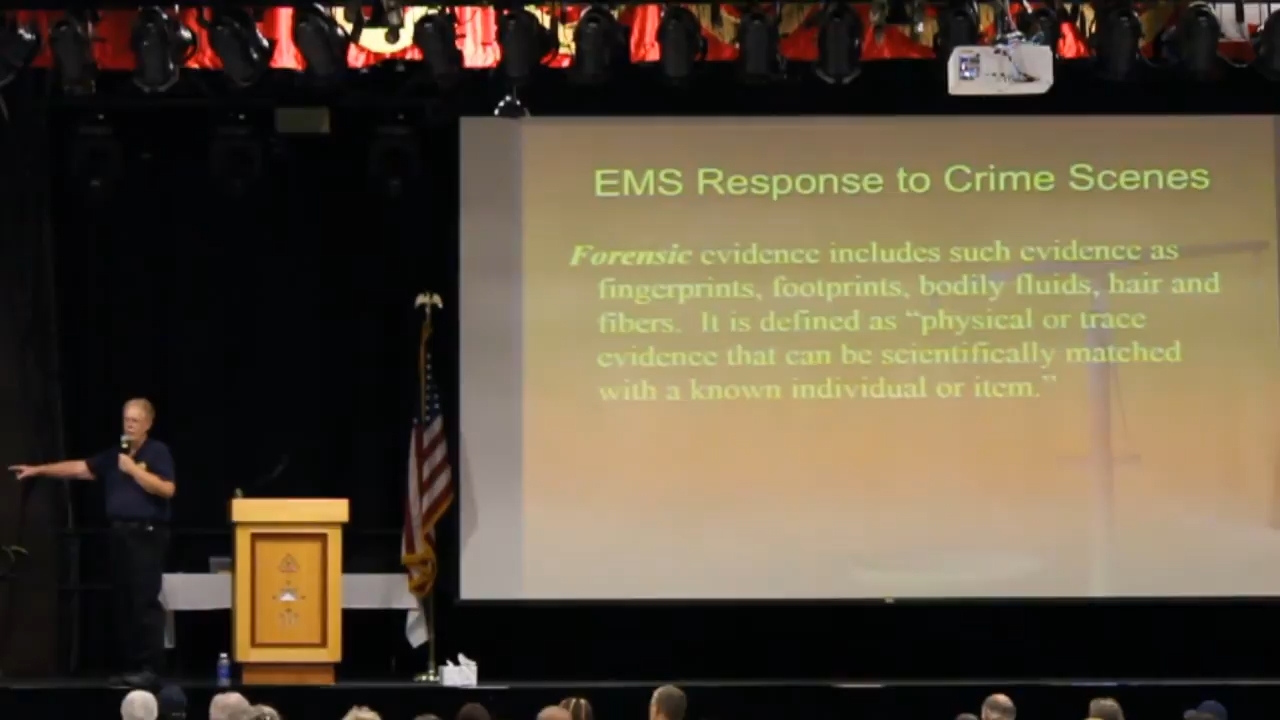 EMS Response to Crime Scenes
Forensic evidence includes such evidence as
fingerprints, footprints, bodily fluids, hair and
fibers. It is defined as “physical or trace
evidence that can be scientifically matched
with a known individual or item.”